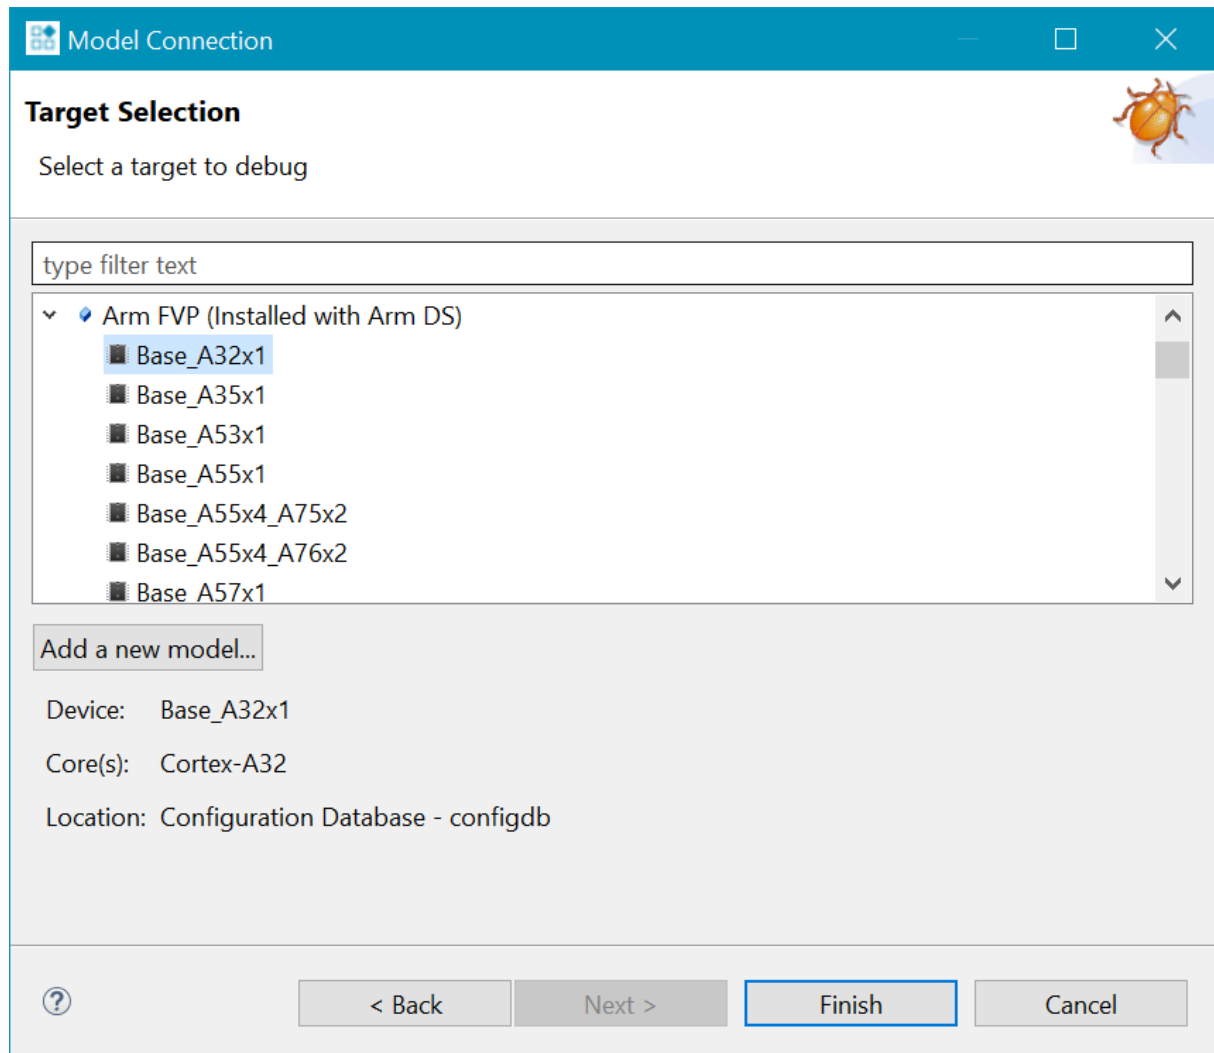 Model Connection
Target Selection
Select a target to debug
type filter text
Arm FVP (Installed with Arm DS)
Base_A32x1
Base_A35x1
Base_A53x1
Base_A55x1
Base_A55x4_A75x2
Base_A55x4_A76x2
Base_A57x1
Add a new model...
Device: Base_A32x1
Core(s): Cortex-A32
Location: Configuration Database - configdb
? < Back Next > Finish Cancel